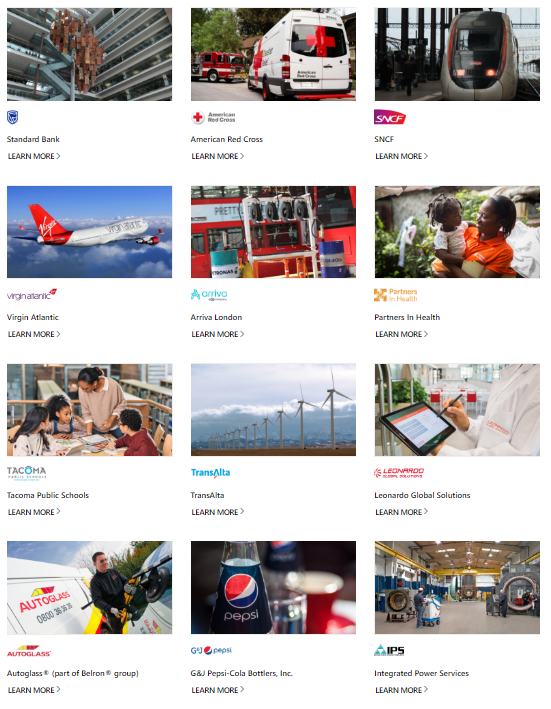 American
Red Cross
Standard Bank
LEARN MORE
American
Red Cross
American Red Cross
LEARN MORE
SNCF
SNCF
LEARN MORE
virgin atlantic
virgin atlantic
Virgin Atlantic
LEARN MORE
PRETT
PETRONAS
arriva
Arriva London
LEARN MORE
Partners
In Health
Partners In Health
LEARN MORE
TACOMA
PUBLIC SCHOOLS
Tacoma Public Schools
LEARN MORE
TransAlta
TransAlta
LEARN MORE
LEONARDO
GLOBAL SOLUTIONS
Leonardo Global Solutions
LEARN MORE
AUTOGLASS
0800 36 36 36
AUTOGLASS
Autoglass® (part of Belron® group)
LEARN MORE
pepsi
G&J pepsi
G&J Pepsi-Cola Bottlers, Inc.
LEARN MORE
IPS
Integrated Power Services
LEARN MORE